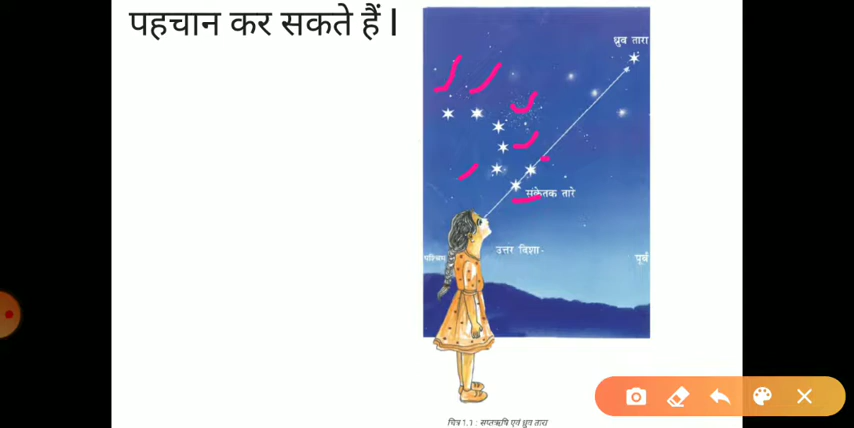 पहचान कर सकते हैं I
ध्रुव तारा
संकेतक तारे
उत्तर दिशा
पश्चिम
पूर्व
चित्र 1.1 : सप्तऋषि एवं ध्रुव तारा